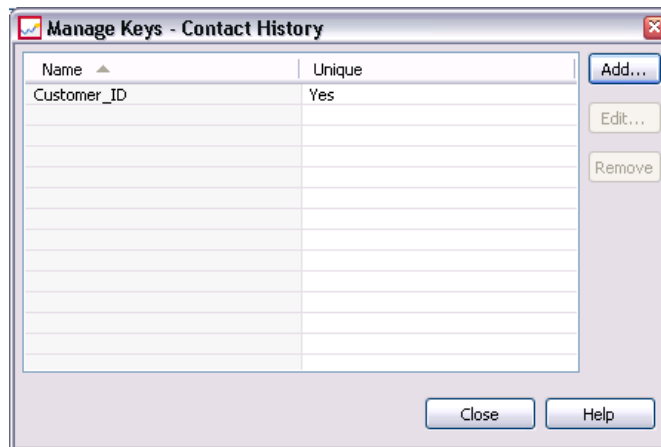 Manage Keys - Contact History
Name Unique Add...
Customer_ID Yes
Edit...
Remove
Close Help